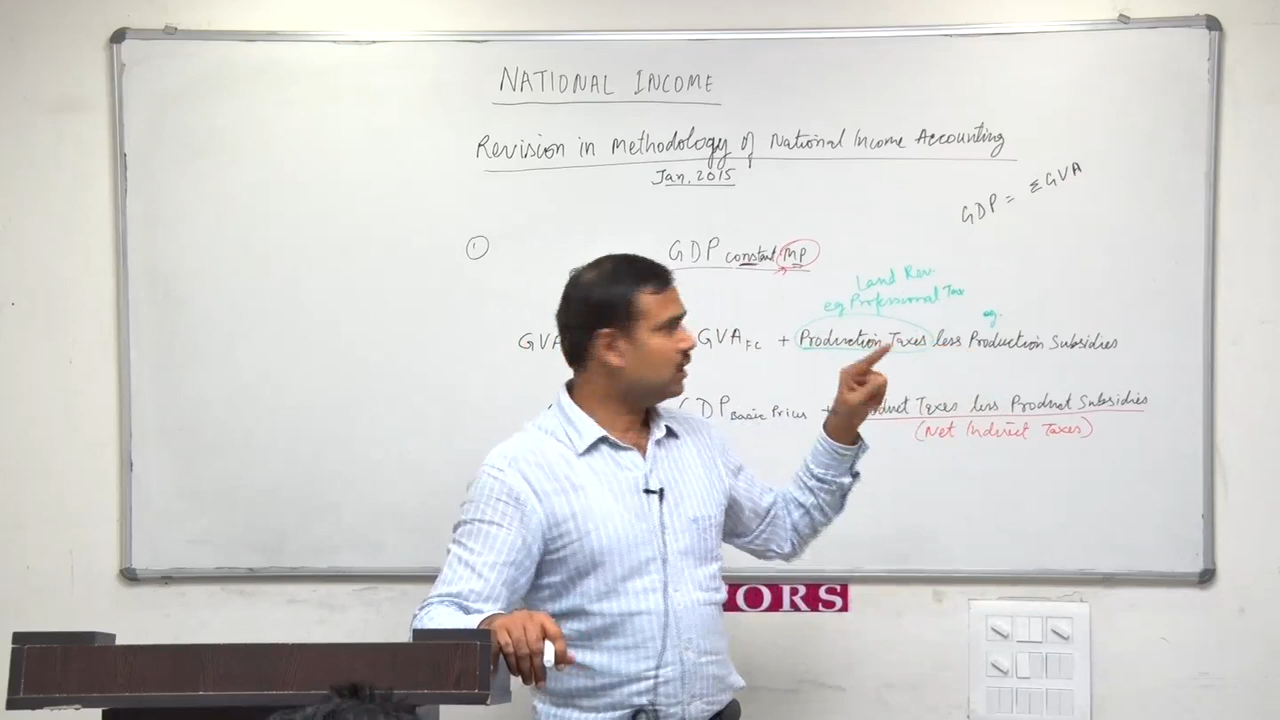 NATIONAL INCOME
Revision in Methodology of National Income Accounting
Jan, 2015
GDP = ΣGVA
① GDP constant MP
Land Rev.
eg Professional Tax
eg.
GVA GVA FC + Production Taxes less Production Subsidies
GDP Basic Prices + Product Taxes less Product Subsidies
(Net Indirect Taxes)
ORS